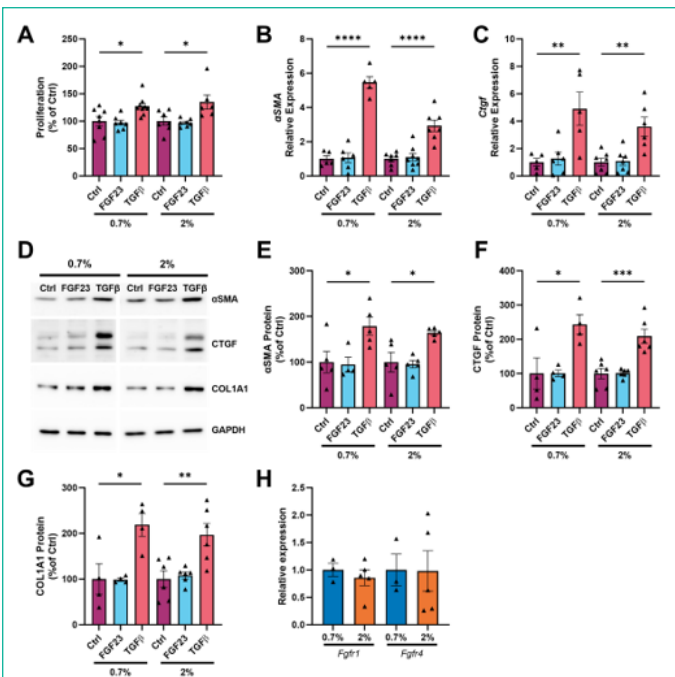 A
Proliferation
(% of Ctrl)
150
125
100
75
50
25
0
*
*
Ctrl
FGF23
TGFβ
Ctrl
FGF23
TGFβ
0.7%
2%
B
αSMA
Relative Expression
8
6
4
2
0
****
****
Ctrl
FGF23
TGFβ
Ctrl
FGF23
TGFβ
0.7%
2%
C
Ctgf
Relative Expression
10
8
6
4
2
0
**
**
Ctrl
FGF23
TGFβ
Ctrl
FGF23
TGFβ
0.7%
2%
D
0.7%
2%
Ctrl FGF23 TGFβ Ctrl FGF23 TGFβ
αSMA
CTGF
COL1A1
GAPDH
E
αSMA Protein
(%of Ctrl)
300
200
100
0
*
*
Ctrl
FGF23
TGFβ
Ctrl
FGF23
TGFβ
0.7%
2%
F
CTGF Protein
(%of Ctrl)
400
300
200
100
0
*
***
Ctrl
FGF23
TGFβ
Ctrl
FGF23
TGFβ
0.7%
2%
G
COL1A1 Protein
(%of Ctrl)
300
200
100
0
*
**
Ctrl
FGF23
TGFβ
Ctrl
FGF23
TGFβ
0.7%
2%
H
Relative expression
2.5
2.0
1.5
1.0
0.5
0.0
0.7% 2% 0.7% 2%
Fgfr1 Fgfr4